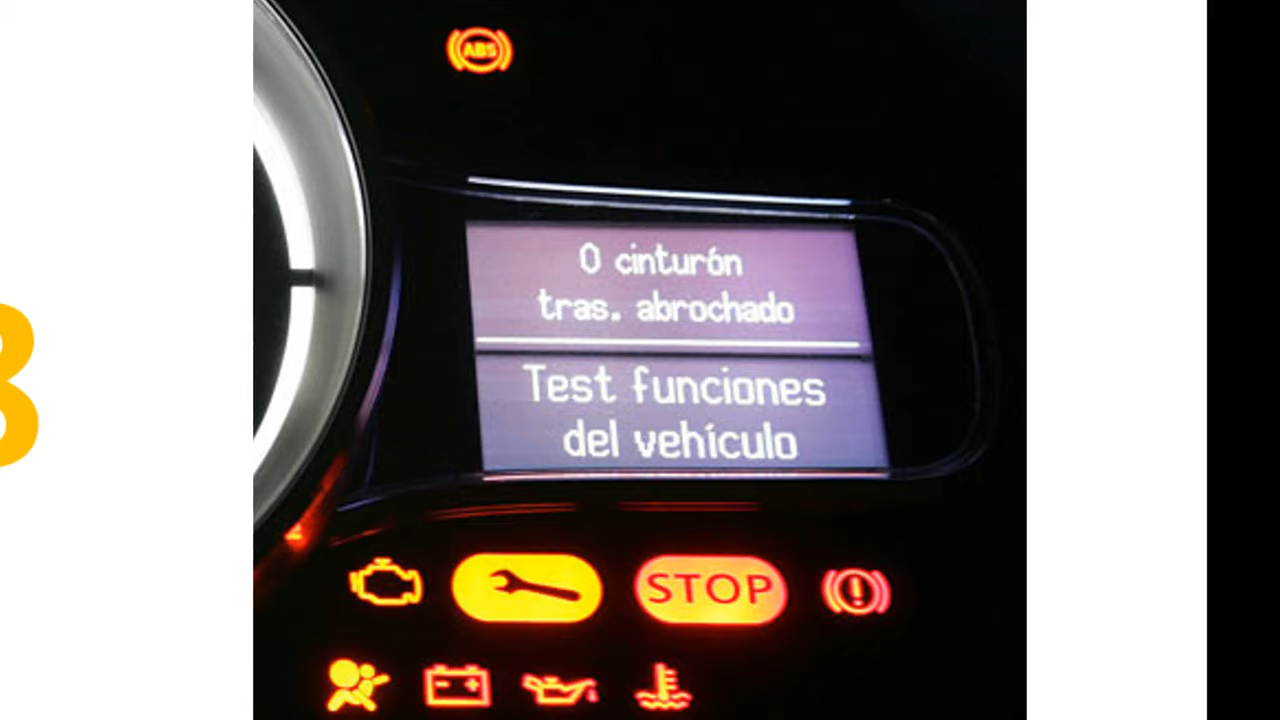 ABS
0 cinturón
tras. abrochado
Test funciones
del vehículo
STOP